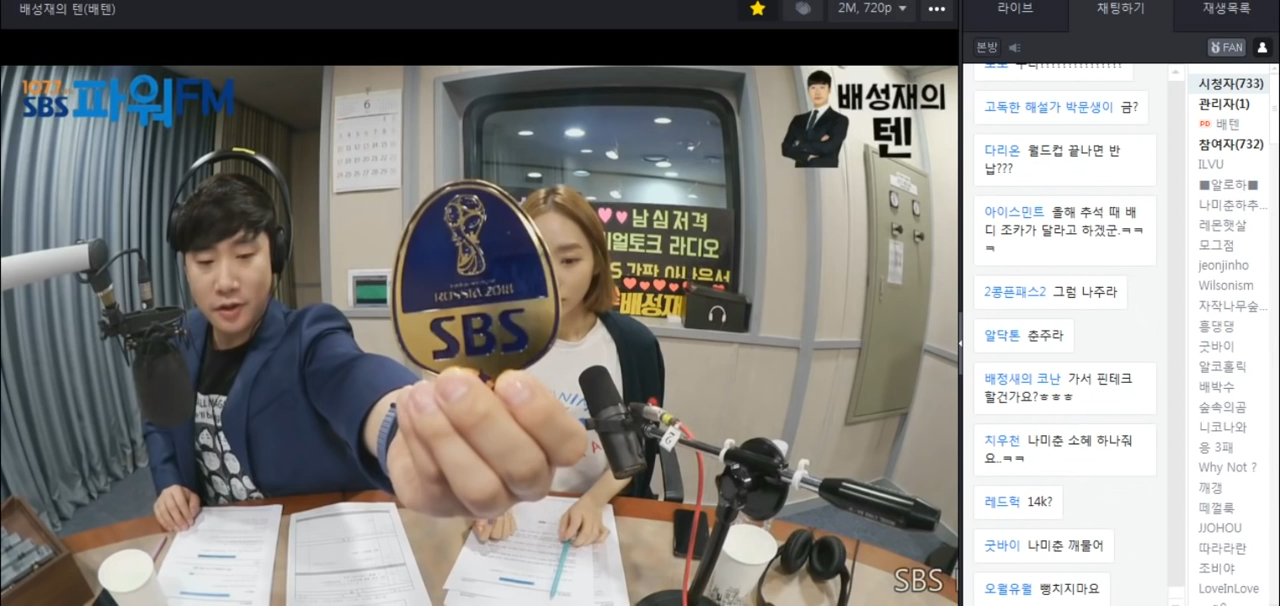 배성재의 텐(배텐)
2M, 720p
107.7
SBS 파워FM
6
배성재의
텐
남심저격
리얼토크 라디오
배성재
RUSSIA 2018
SBS
SBS
라이브
채팅하기
재생목록
본방
FAN
고독한 해설가 박문생이 금?
다리온 월드컵 끝나면 반
납???
아이스민트 올해 추석 때 배
디 조카가 달라고 하겠군.ㅋㅋ
ㅋ
2콩픈패스2 그럼 나주라
알닥톤 춘주라
배정새의 코난 가서 핀테크
할건가요?ㅎㅎㅎ
치우천 나미춘 소혜 하나줘
요..ㅋㅋ
레드헉 14k?
굿바이 나미춘 깨물어
오월유월 뻥치지마요
시청자(733)
관리자(1)
PD 배텐
참여자(732)
ILVU
■알로하■
나미춘하추...
레몬햇살
모그점
jeonjinho
Wilsonism
자작나무숲...
흥댕댕
굿바이
알코홀릭
배박수
숲속의곰
니코나와
응 3패
Why Not ?
깨갱
떼껄룩
JJOHOU
따라라란
조비야
LoveInLove